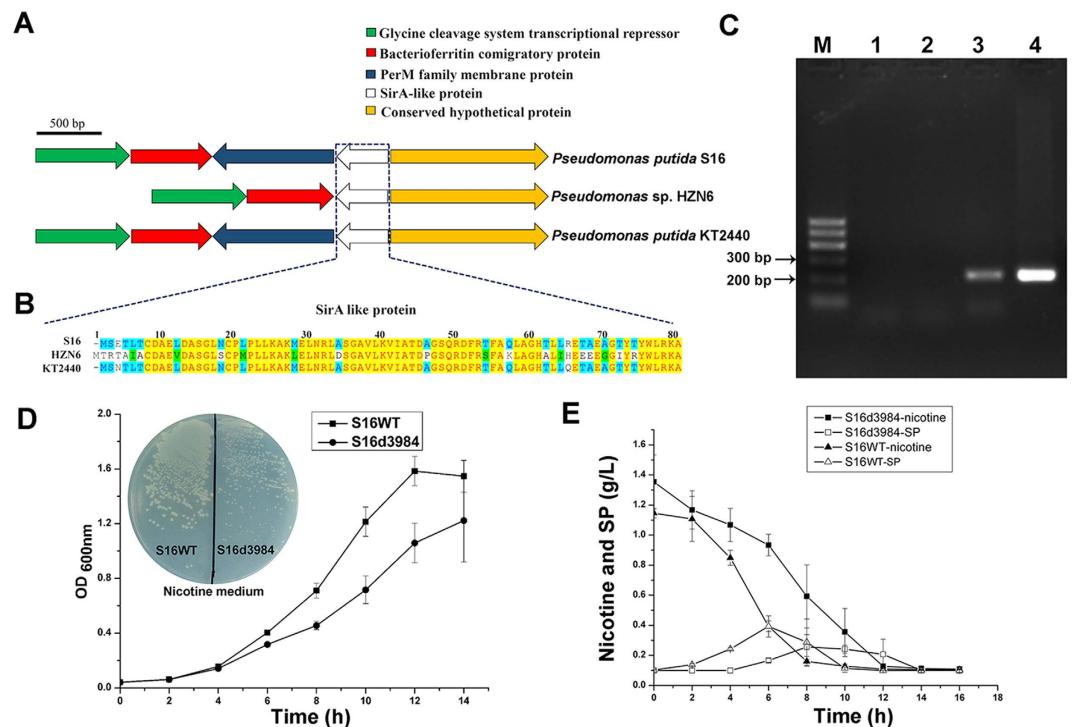 A
Glycine cleavage system transcriptional repressor
Bacterioferritin comigratory protein
PerM family membrane protein
SirA-like protein
Conserved hypothetical protein
500 bp
Pseudomonas putida S16
Pseudomonas sp. HZN6
Pseudomonas putida KT2440
B
SirA like protein
1 10 20 30 40 50 60 70 80
S16 -MSETLTCDAELDASGLNCPLPLLKAKMELNRLASGAVLKVIATDAGSQRDFRTFAQLAGHTLLRETAEAGTYTYWLRKA
HZN6 MTRTAIACDAEVDASGLSCPMPLLKAKLELNRLDSGAVLKVIATDPGSQRDFRSFAKLAGHALIHEEEEGGIYRYWLRKA
KT2440 -MSNTLTCDAELDASGLNCPLPLLKAKMELNRLASGAVLKVIATDAGSQRDFRTFAQLAGHTLLQETAEAGTYTYWLRKA
C
M 1 2 3 4
300 bp
200 bp
D
S16WT
S16d3984
S16WT
S16d3984
Nicotine medium
OD 600nm
2.0
1.6
1.2
0.8
0.4
0.0
0 2 4 6 8 10 12 14
Time (h)
E
S16d3984-nicotine
S16d3984-SP
S16WT-nicotine
S16WT-SP
Nicotine and SP (g/L)
1.6
1.4
1.2
1.0
0.8
0.6
0.4
0.2
0.0
0 2 4 6 8 10 12 14 16 18
Time (h)